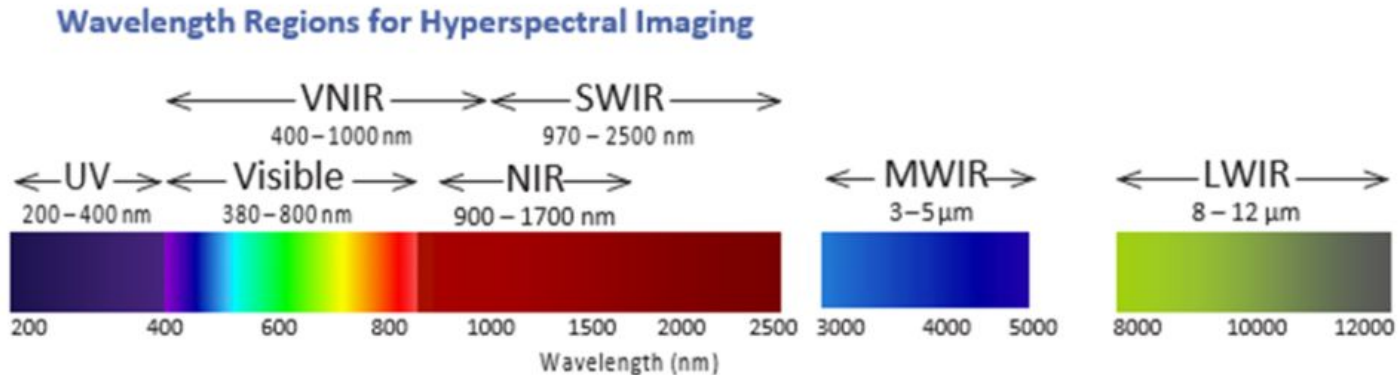 Wavelength Regions for Hyperspectral Imaging
VNIR SWIR
400–1000 nm 970 – 2500 nm
UV Visible NIR MWIR LWIR
200–400 nm 380–800 nm 900 – 1700 nm 3–5 µm 8 – 12 µm
200 400 600 800 1000 1500 2000 2500 3000 4000 5000 8000 10000 12000
Wavelength (nm)